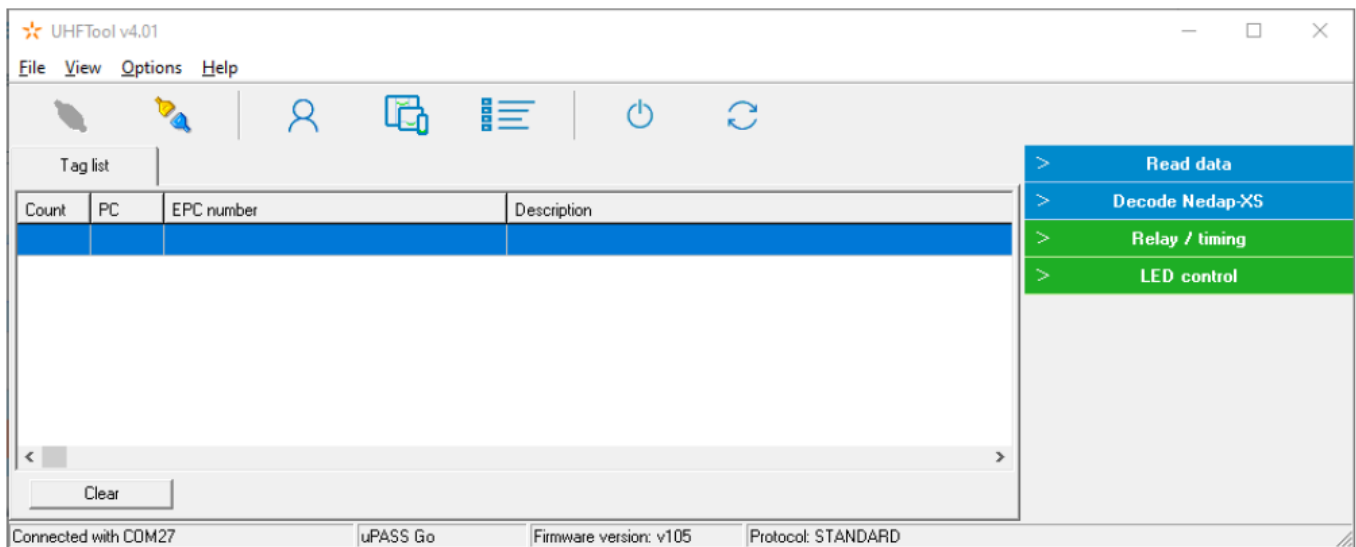 UHFTool v4.01
File View Options Help
Tag list
Count PC EPC number Description
> Read data
> Decode Nedap-XS
> Relay / timing
> LED control
Clear
Connected with COM27 uPASS Go Firmware version: v105 Protocol: STANDARD